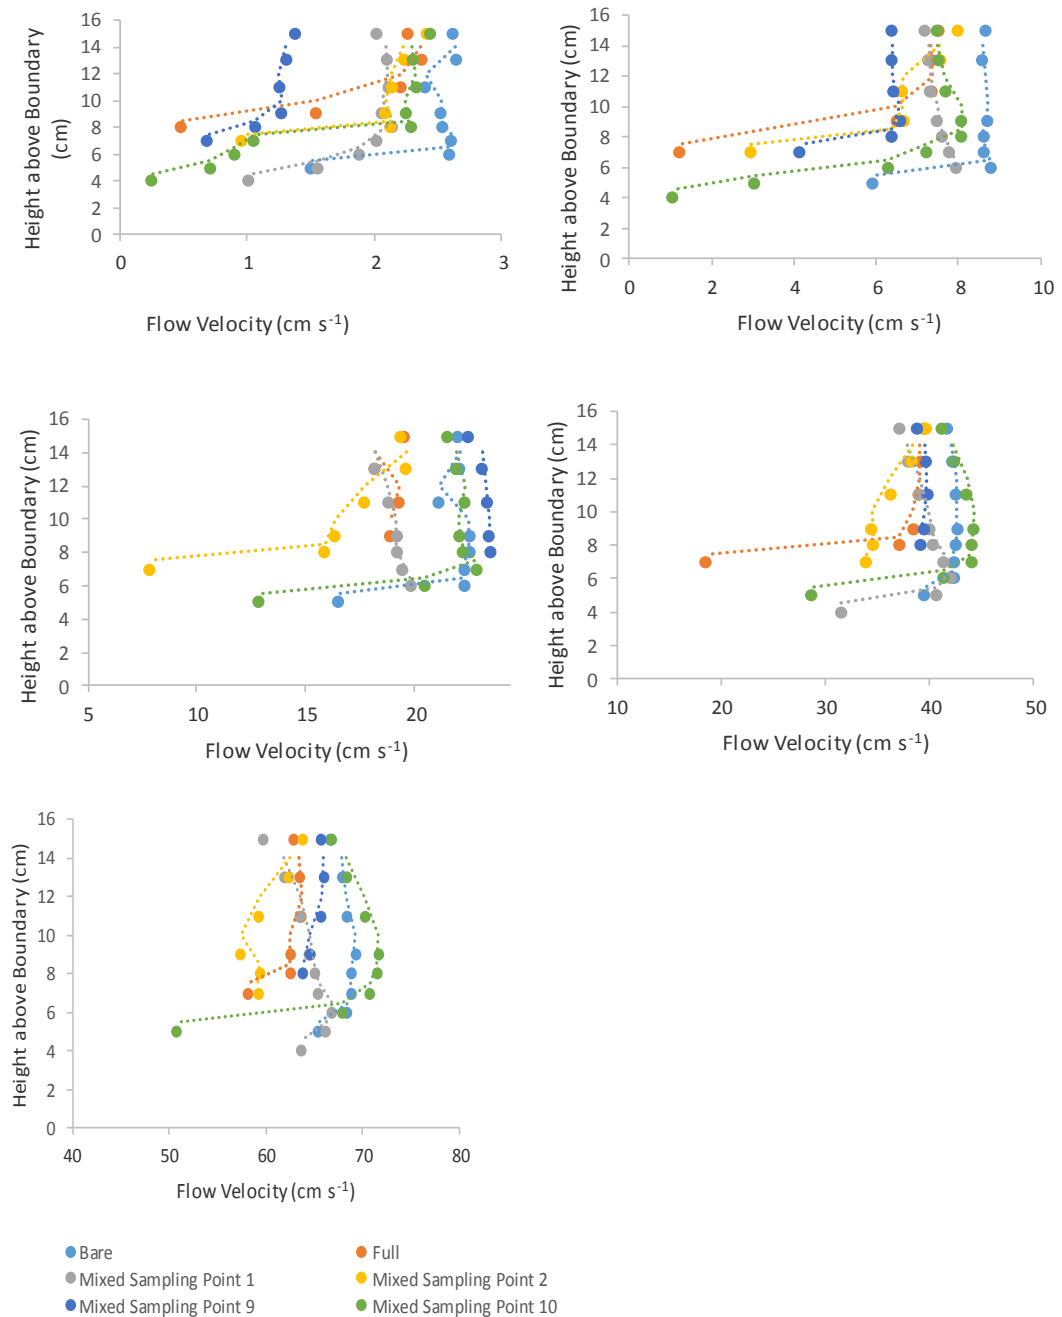 16
14
12
10
8
6
4
2
0
Height above Boundary
(cm)
0 1 2 3
Flow Velocity (cm s⁻¹)
16
14
12
10
8
6
4
2
0
Height above Boundary (cm)
0 2 4 6 8 10
Flow Velocity (cm s⁻¹)
16
14
12
10
8
6
4
2
0
Height above Boundary (cm)
5 10 15 20
Flow Velocity (cm s⁻¹)
16
14
12
10
8
6
4
2
0
Height above Boundary (cm)
10 20 30 40 50
Flow Velocity (cm s⁻¹)
16
14
12
10
8
6
4
2
0
Height above Boundary (cm)
40 50 60 70 80
Flow Velocity (cm s⁻¹)
Bare Full
Mixed Sampling Point 1 Mixed Sampling Point 2
Mixed Sampling Point 9 Mixed Sampling Point 10